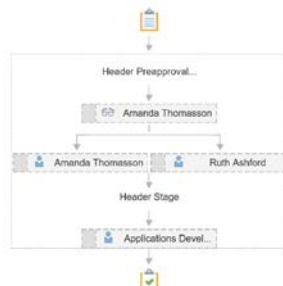 Header Preapproval...
Amanda Thomasson
Amanda Thomasson
Ruth Ashford
Header Stage
Applications Devel...